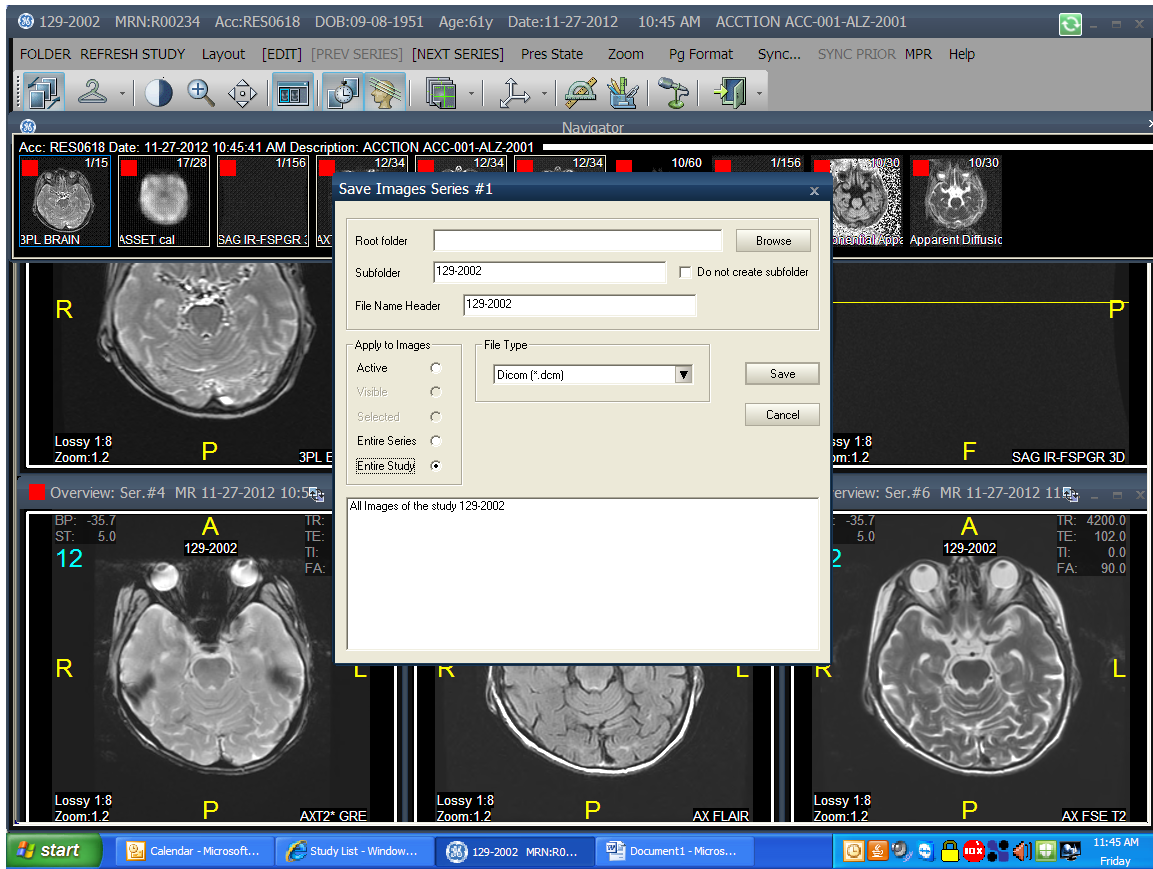 129-2002 MRN:R00234 Acc:RES0618 DOB:09-08-1951 Age:61y Date:11-27-2012 10:45 AM ACCTION ACC-001-ALZ-2001
FOLDER REFRESH STUDY Layout [EDIT] [PREV SERIES] [NEXT SERIES] Pres State Zoom Pg Format Sync... SYNC PRIOR MPR Help
Navigator
Acc: RES0618 Date: 11-27-2012 10:45:41 AM Description: ACCTION ACC-001-ALZ-2001
1/15 17/28 1/156 12/34 12/34 12/34 10/60 1/156 10/30 10/30
3PL BRAIN ASSET cal SAG IR-FSPGR Apparent Diffusic
Save Images Series #1
Root folder Browse
Subfolder 129-2002 Do not create subfolder
File Name Header 129-2002
Apply to Images
Active
Visible
Selected
Entire Series
Entire Study
File Type
Dicom (*.dcm)
Save
Cancel
All Images of the study 129-2002
R
P
Lossy 1:8
Zoom:1.2
P
3PL
F
SAG IR-FSPGR 3D
Overview: Ser.#4 MR 11-27-2012
BP: -35.7
ST: 5.0
12
A
129-2002
TR:
TE:
TI:
FA:
R
L
Lossy 1:8
Zoom:1.2
P
AXT2* GRE
R
L
Lossy 1:8
Zoom:1.2
P
AX FLAIR
Ser.#6 MR 11-27-2012
-35.7
5.0
A
129-2002
TR: 4200.0
TE: 102.0
TI: 0.0
FA: 90.0
R
L
Lossy 1:8
Zoom:1.2
P
AX FSE T2
start Calendar - Microsoft... Study List - Window... 129-2002 MRN:R0... Document1 - Micros... 11:45 AM
Friday